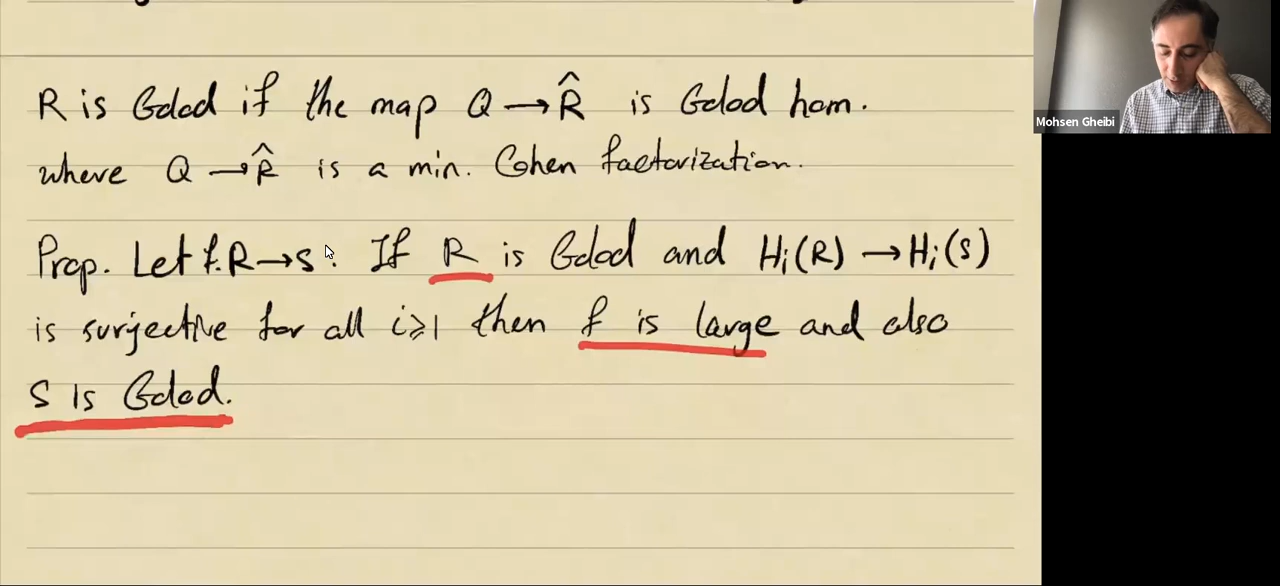 R is Golod if the map Q → R̂ is Golod hom.
where Q → R̂ is a min. Cohen factorization.
Prop. Let f: R → S. If R is Golod and Hᵢ(R) → Hᵢ(S)
is surjective for all i ≥ 1 then f is large and also
S is Golod.
Mohsen Gheibi